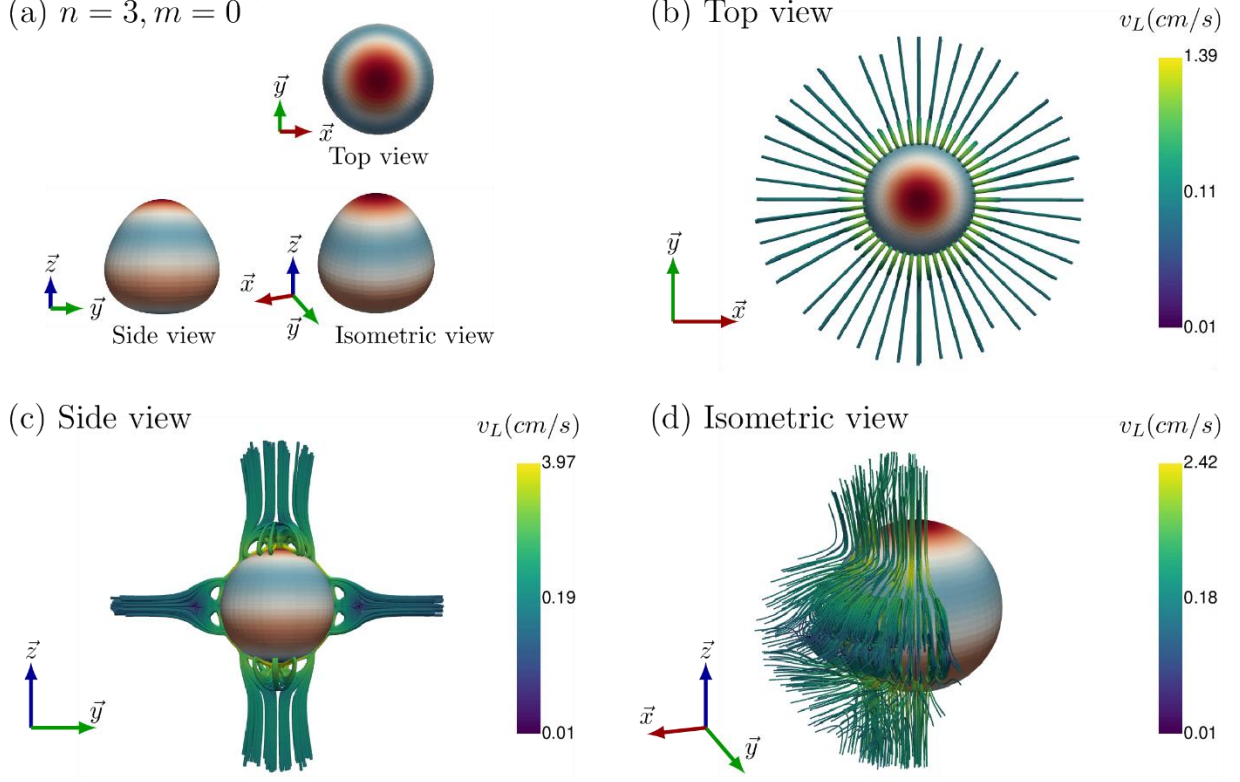 (a) n = 3, m = 0
y⃗
x⃗
Top view
z⃗
y⃗
Side view
z⃗
x⃗
y⃗
Isometric view
(b) Top view
v_L(cm/s)
1.39
0.11
0.01
y⃗
x⃗
(c) Side view
v_L(cm/s)
3.97
0.19
0.01
z⃗
y⃗
(d) Isometric view
v_L(cm/s)
2.42
0.18
0.01
z⃗
x⃗
y⃗